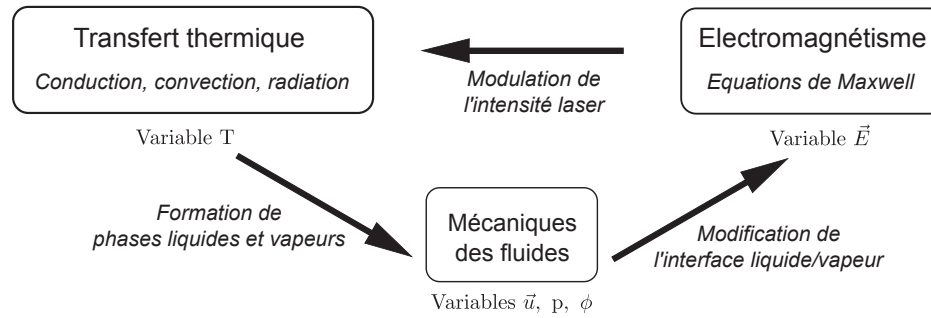 Transfert thermique
Conduction, convection, radiation
Variable T
Modulation de
l'intensité laser
Electromagnétisme
Equations de Maxwell
Variable $\vec{E}$
Formation de
phases liquides et vapeurs
Mécaniques
des fluides
Variables $\vec{u}$, p, $\phi$
Modification de
l'interface liquide/vapeur